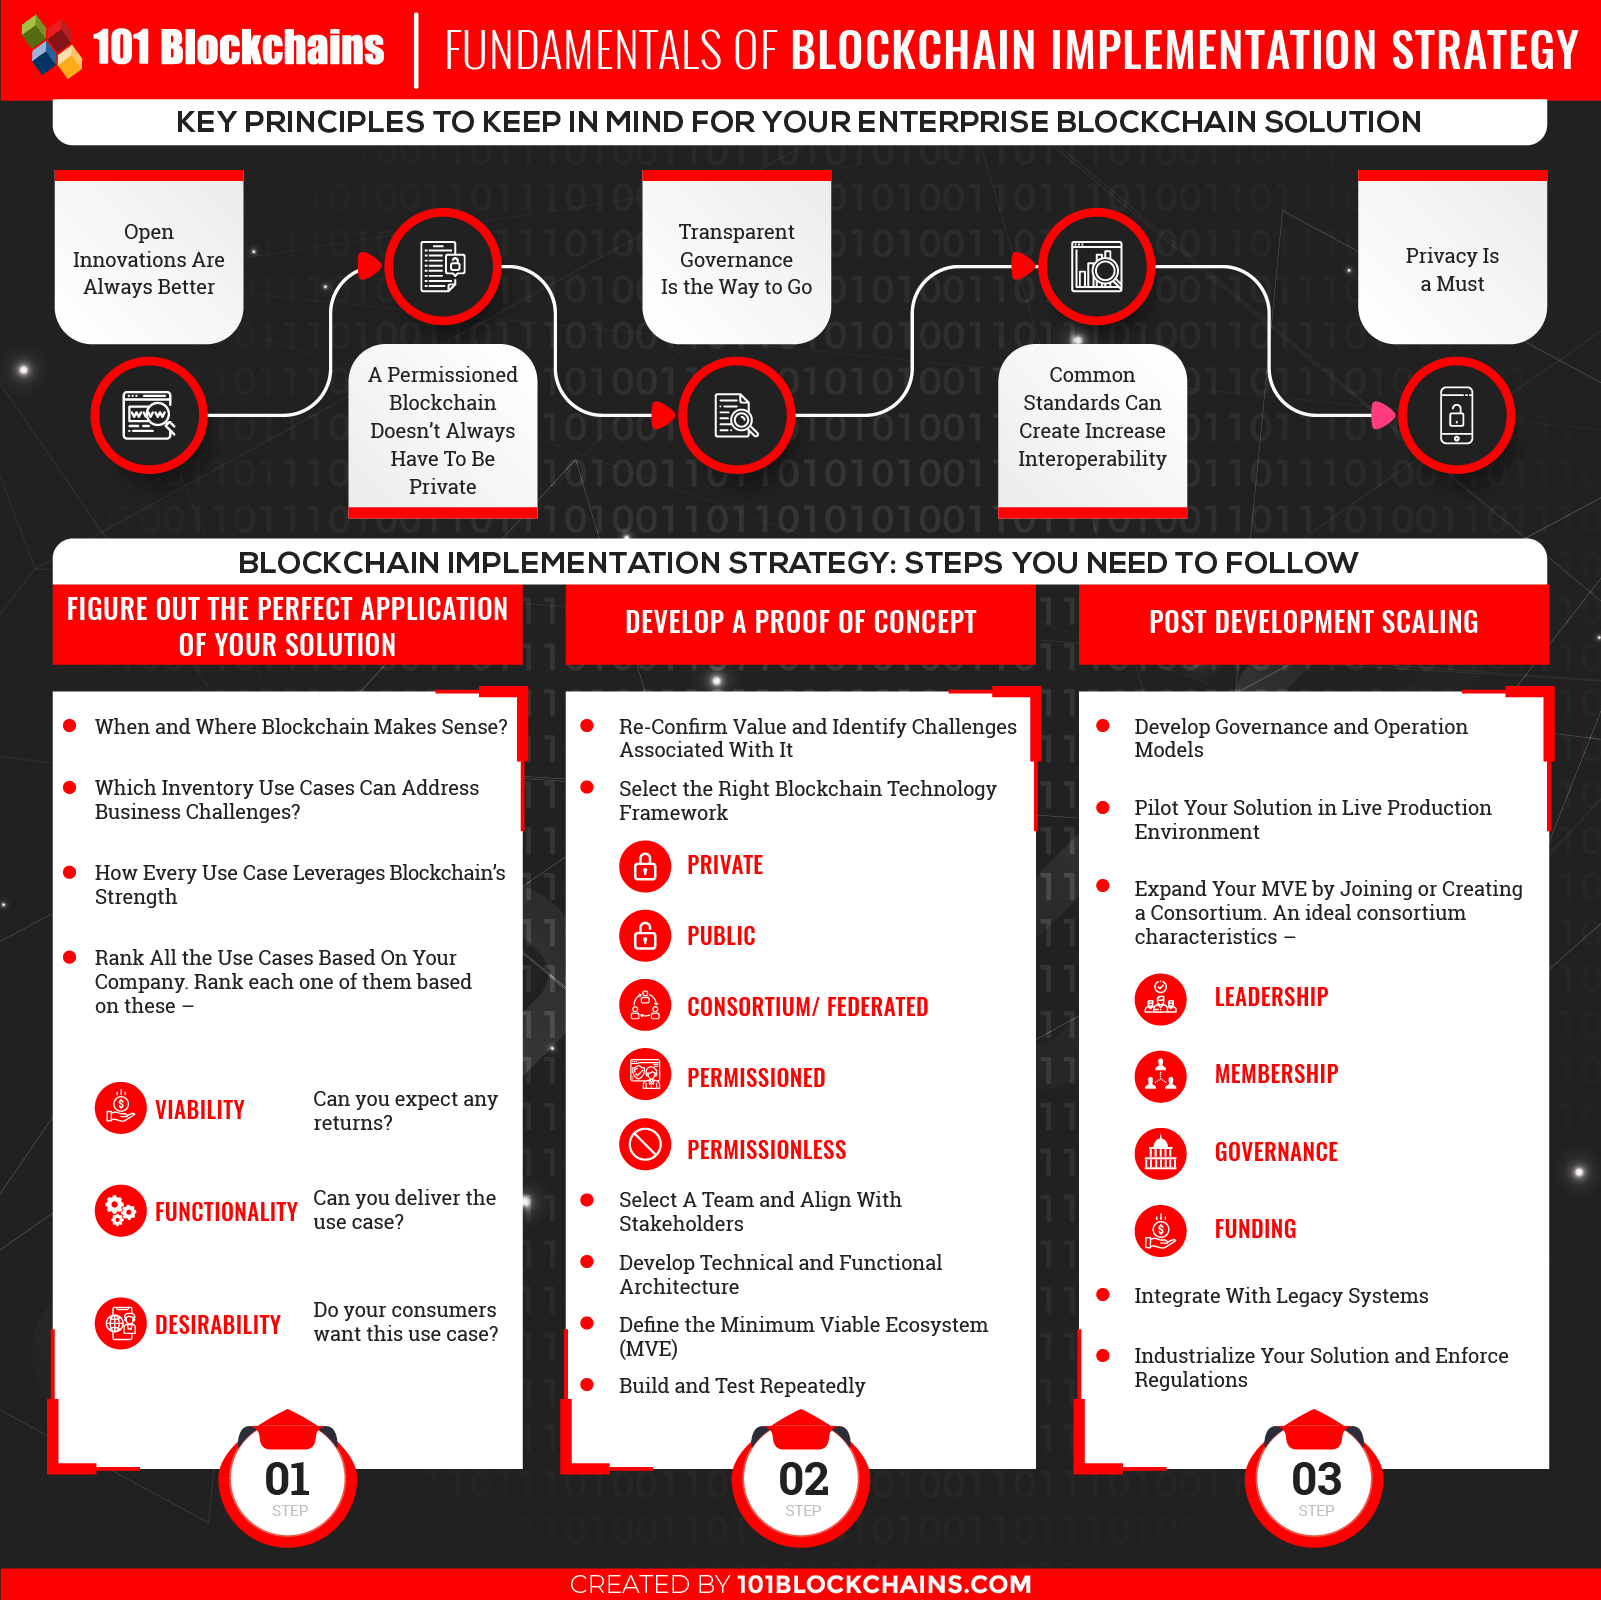 101 Blockchains
FUNDAMENTALS OF BLOCKCHAIN IMPLEMENTATION STRATEGY
KEY PRINCIPLES TO KEEP IN MIND FOR YOUR ENTERPRISE BLOCKCHAIN SOLUTION
Open
Innovations Are
Always Better
www
A Permissioned
Blockchain
Doesn't Always
Have To Be
Private
Transparent
Governance
Is the Way to Go
Common
Standards Can
Create Increase
Interoperability
Privacy Is
a Must
BLOCKCHAIN IMPLEMENTATION STRATEGY: STEPS YOU NEED TO FOLLOW
FIGURE OUT THE PERFECT APPLICATION
OF YOUR SOLUTION
When and Where Blockchain Makes Sense?
Which Inventory Use Cases Can Address
Business Challenges?
How Every Use Case Leverages Blockchain's
Strength
Rank All the Use Cases Based On Your
Company. Rank each one of them based
on these –
VIABILITY
Can you expect any
returns?
FUNCTIONALITY
Can you deliver the
use case?
DESIRABILITY
Do your consumers
want this use case?
01
STEP
DEVELOP A PROOF OF CONCEPT
Re-Confirm Value and Identify Challenges
Associated With It
Select the Right Blockchain Technology
Framework
PRIVATE
PUBLIC
CONSORTIUM/ FEDERATED
PERMISSIONED
PERMISSIONLESS
Select A Team and Align With
Stakeholders
Develop Technical and Functional
Architecture
Define the Minimum Viable Ecosystem
(MVE)
Build and Test Repeatedly
02
STEP
POST DEVELOPMENT SCALING
Develop Governance and Operation
Models
Pilot Your Solution in Live Production
Environment
Expand Your MVE by Joining or Creating
a Consortium. An ideal consortium
characteristics –
LEADERSHIP
MEMBERSHIP
GOVERNANCE
FUNDING
Integrate With Legacy Systems
Industrialize Your Solution and Enforce
Regulations
03
STEP
CREATED BY 101BLOCKCHAINS.COM